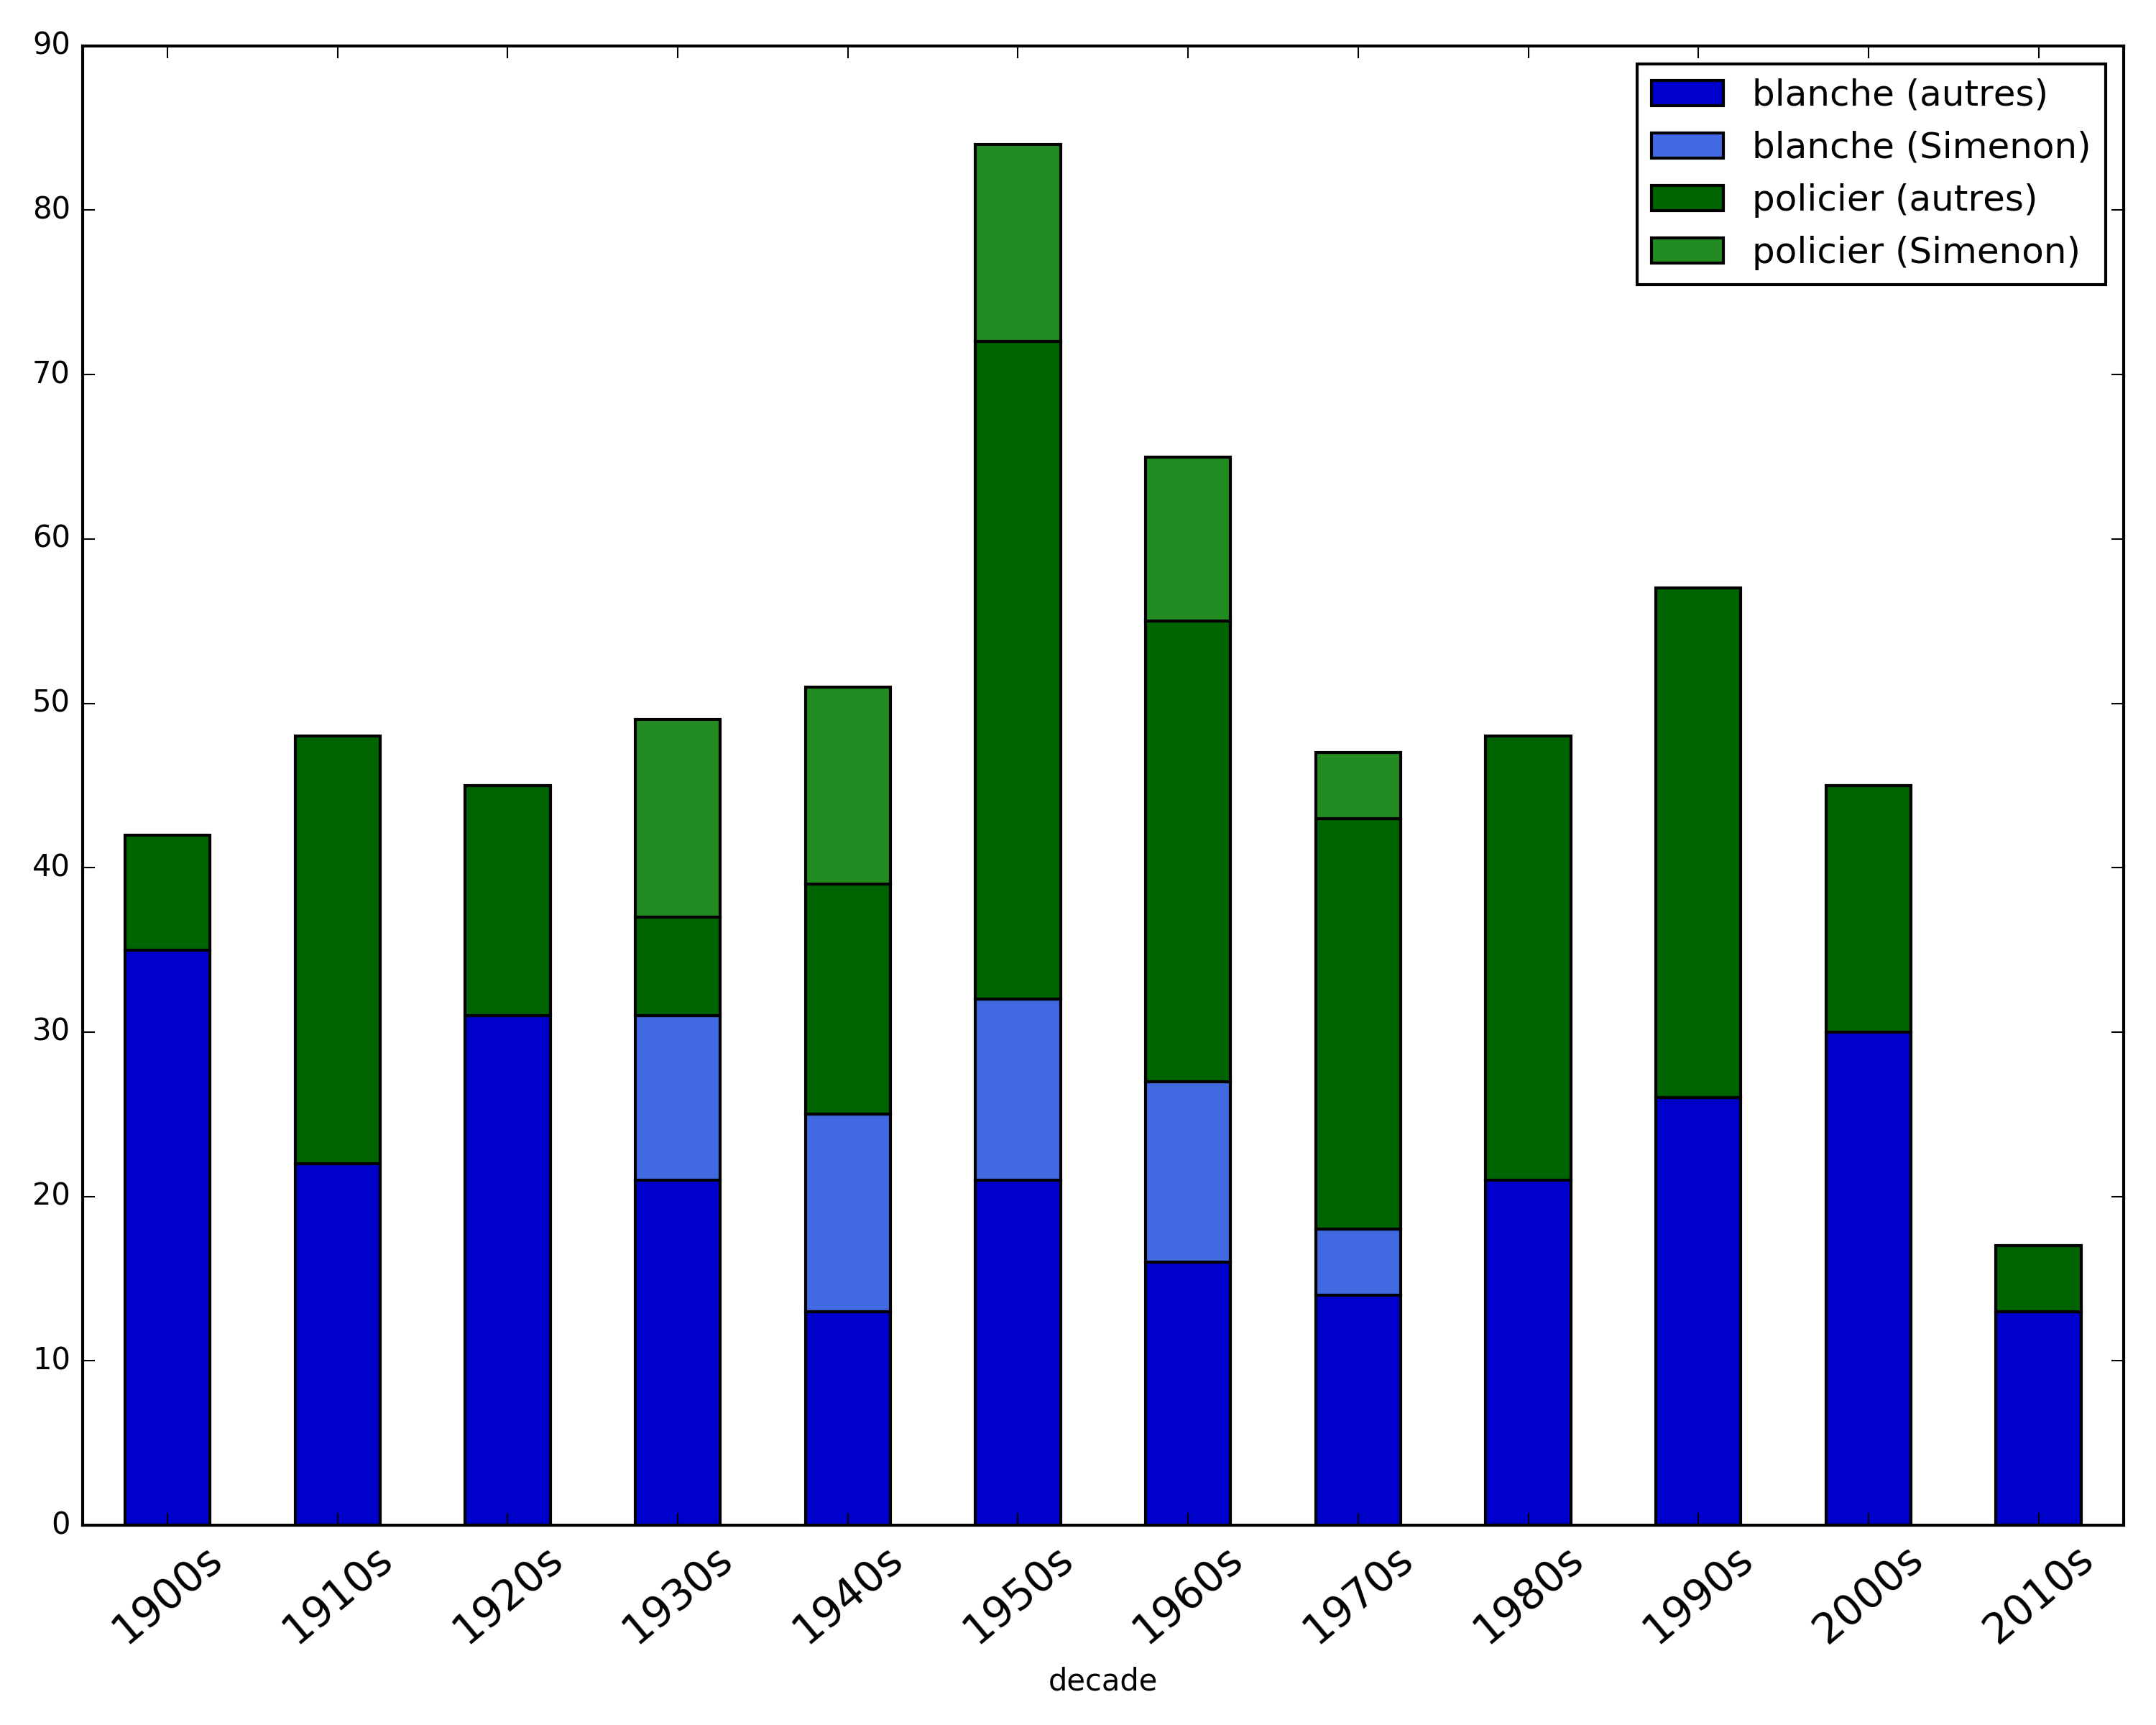 90
80
70
60
50
40
30
20
10
0
blanche (autres)
blanche (Simenon)
policier (autres)
policier (Simenon)
1900s
1910s
1920s
1930s
1940s
1950s
1960s
1970s
1980s
1990s
2000s
2010s
decade